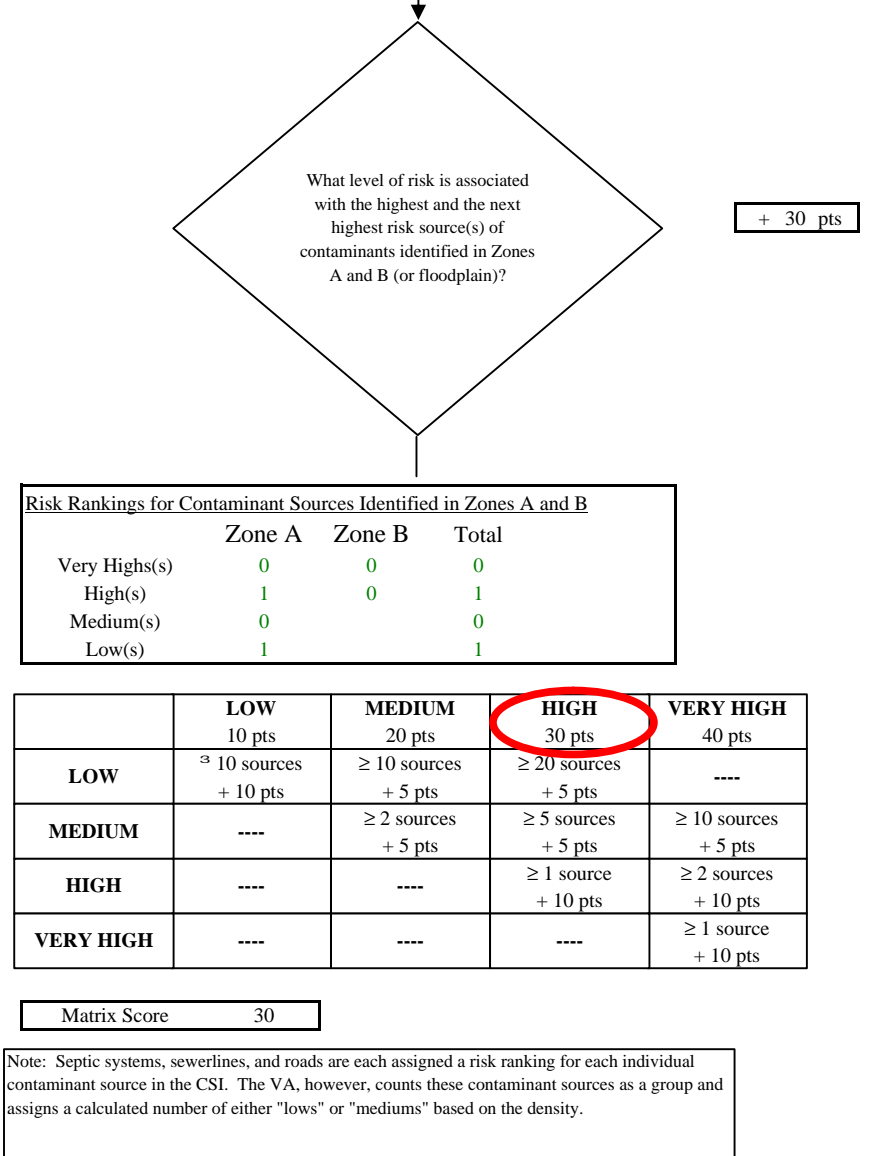 What level of risk is associated
with the highest and the next
highest risk source(s) of
contaminants identified in Zones
A and B (or floodplain)?
+ 30 pts
Risk Rankings for Contaminant Sources Identified in Zones A and B
Zone A Zone B Total
Very Highs(s) 0 0 0
High(s) 1 0 1
Medium(s) 0 0
Low(s) 1 1
LOW MEDIUM HIGH VERY HIGH
10 pts 20 pts 30 pts 40 pts
LOW ³ 10 sources ≥ 10 sources ≥ 20 sources ----
+ 10 pts + 5 pts + 5 pts
MEDIUM ---- ≥ 2 sources ≥ 5 sources ≥ 10 sources
+ 5 pts + 5 pts + 5 pts
HIGH ---- ---- ≥ 1 source ≥ 2 sources
+ 10 pts + 10 pts
VERY HIGH ---- ---- ---- ≥ 1 source
+ 10 pts
Matrix Score 30
Note: Septic systems, sewerlines, and roads are each assigned a risk ranking for each individual
contaminant source in the CSI. The VA, however, counts these contaminant sources as a group and
assigns a calculated number of either "lows" or "mediums" based on the density.